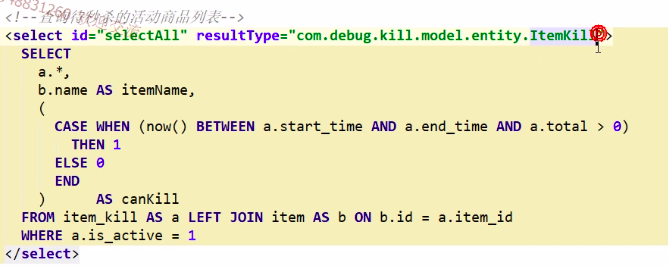 <!--查询待秒杀的活动商品列表-->
<select id="selectAll" resultType="com.debug.kill.model.entity.ItemKill">
SELECT
a.*,
b.name AS itemName,
(
CASE WHEN (now() BETWEEN a.start_time AND a.end_time AND a.total > 0)
THEN 1
ELSE 0
END
) AS canKill
FROM item_kill AS a LEFT JOIN item AS b ON b.id = a.item_id
WHERE a.is_active = 1
</select>